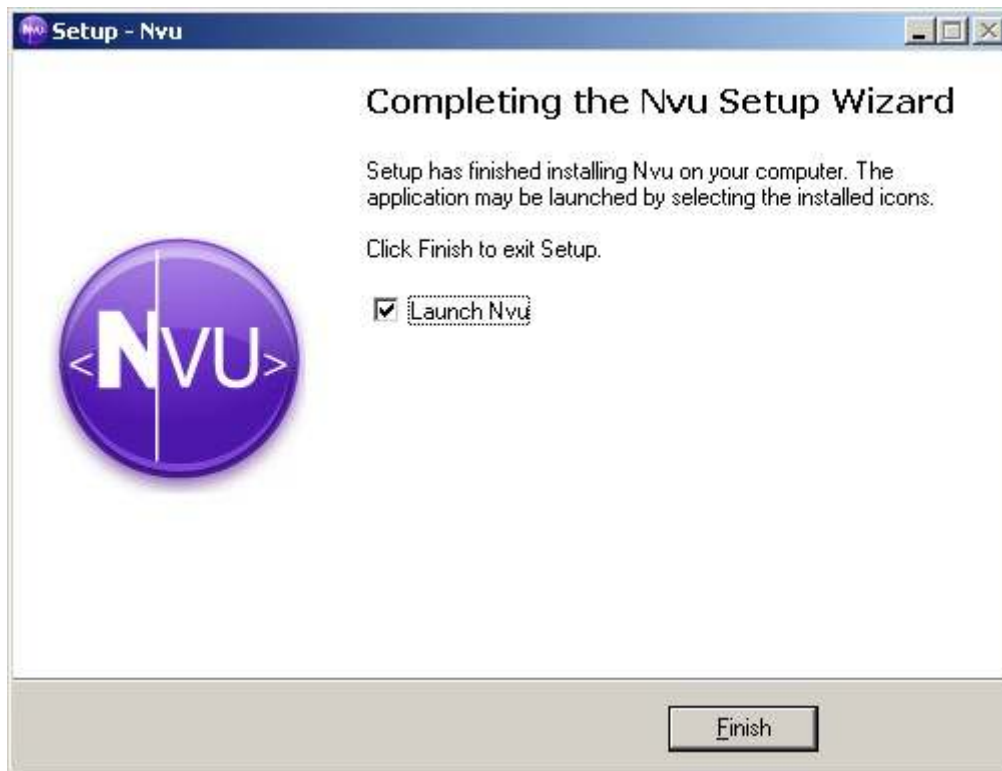 Setup - Nvu
Completing the Nvu Setup Wizard
Setup has finished installing Nvu on your computer. The
application may be launched by selecting the installed icons.
Click Finish to exit Setup.
Launch Nvu
<NVU>
Finish